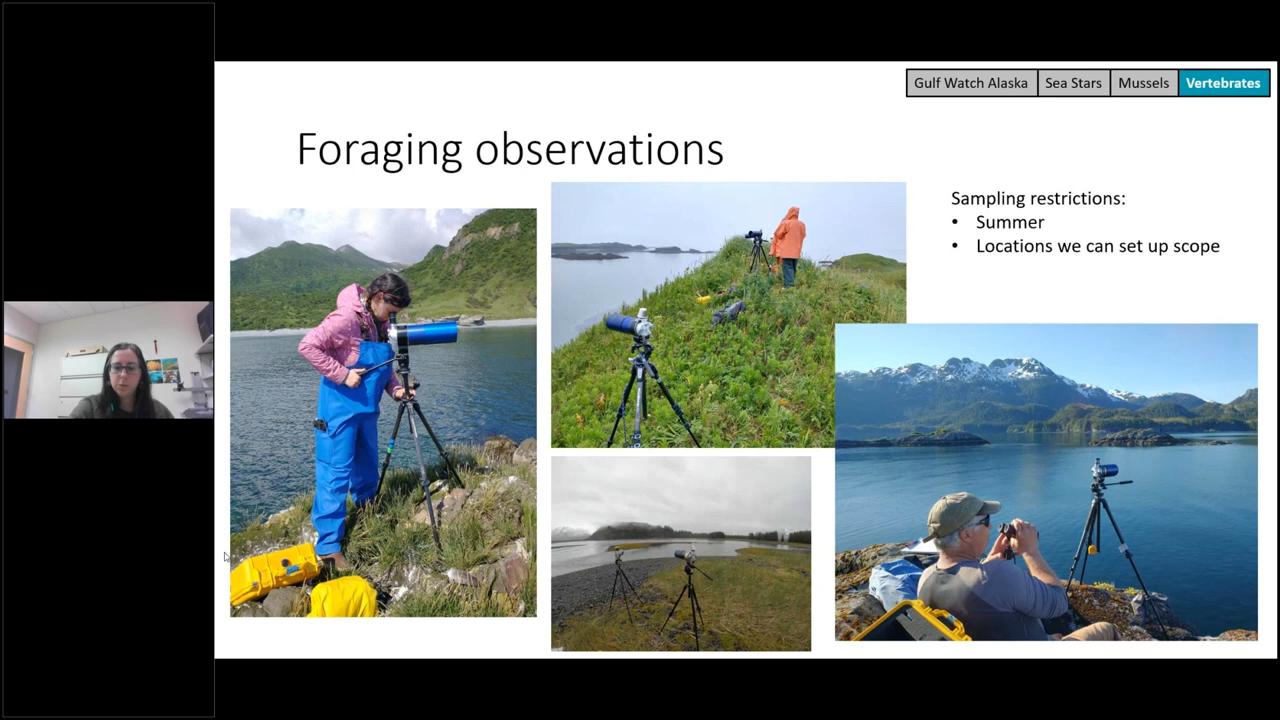 Gulf Watch Alaska
Sea Stars
Mussels
Vertebrates
Foraging observations
Sampling restrictions:
• Summer
• Locations we can set up scope